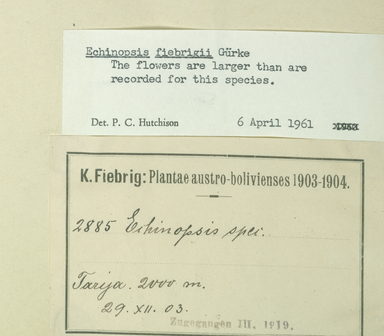 Echinopsis fiebrigii Gürke
The flowers are larger than are
recorded for this species.
Det. P. C. Hutchison 6 April 1961
K. Fiebrig: Plantae austro-bolivienses 1903-1904.
2885 Echinopsis spei.
Tarija. 2000 m.
29. XII. 03.
Zugegangen III. 1919.